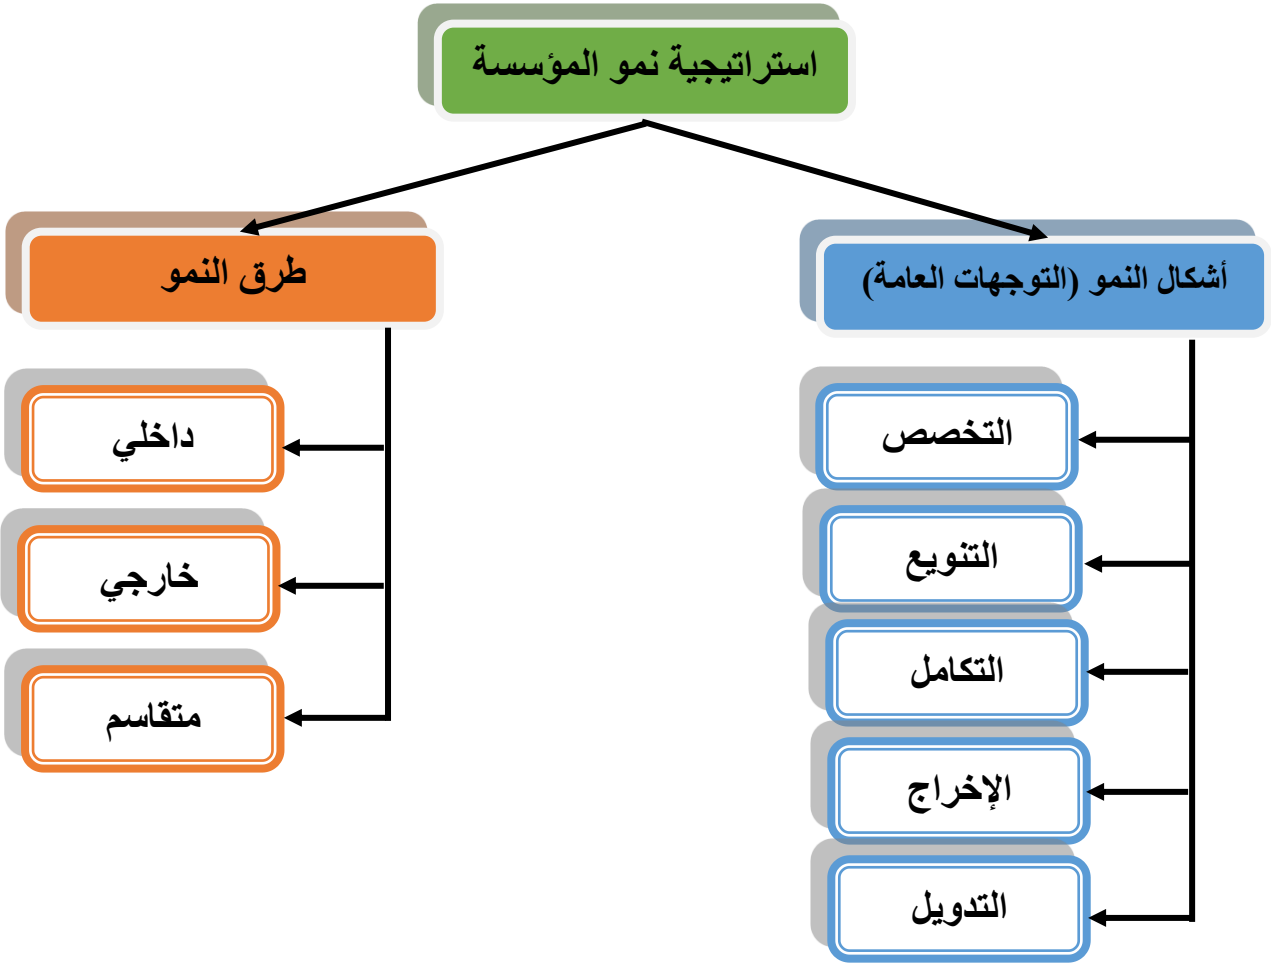 استراتيجية نمو المؤسسة
أشكال النمو (التوجهات العامة)
التخصص
التنويع
التكامل
الإخراج
التدويل
طرق النمو
داخلي
خارجي
متقاسم